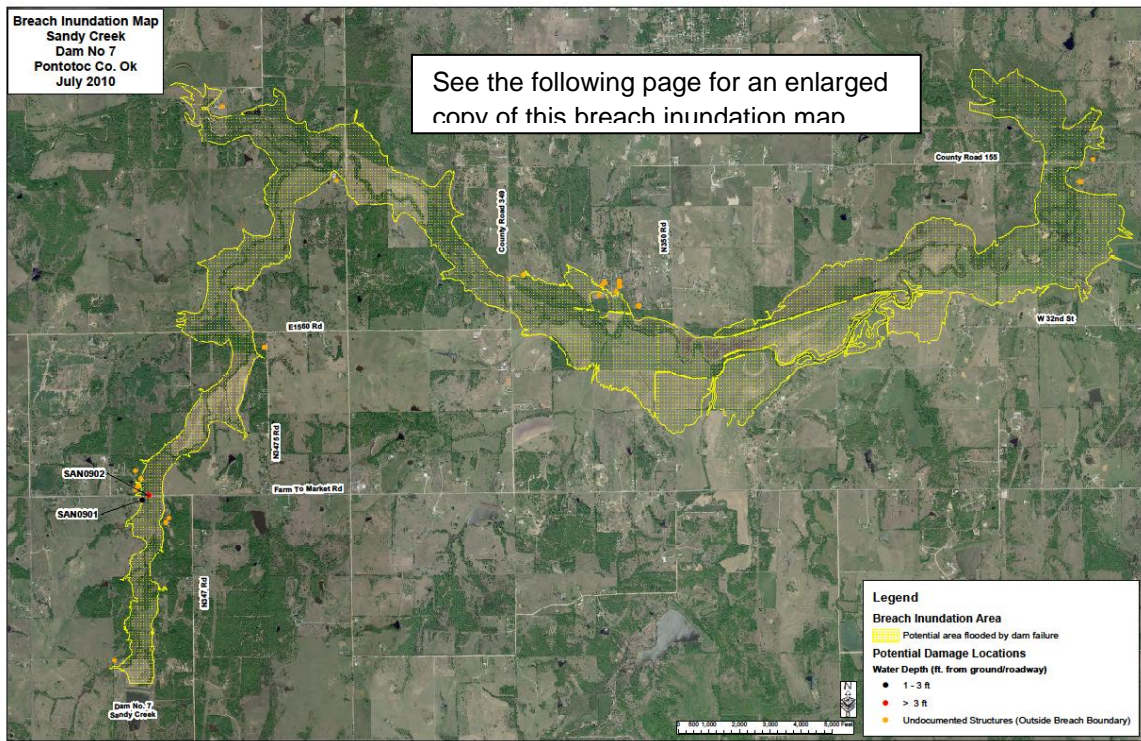 Breach Inundation Map
Sandy Creek
Dam No 7
Pontotoc Co. Ok
July 2010
See the following page for an enlarged
copy of this breach inundation map
County Road 155
County Road 349
N350 Rd
E1560 Rd
W 32nd St
N3475 Rd
SAN0902
Farm To Market Rd
SAN0901
N347 Rd
Dam No. 7
Sandy Creek
Legend
Breach Inundation Area
Potential area flooded by dam failure
Potential Damage Locations
Water Depth (ft. from ground/roadway)
1 - 3 ft
> 3 ft
Undocumented Structures (Outside Breach Boundary)
N
0 500 1,000 2,000 3,000 4,000 5,000 Feet